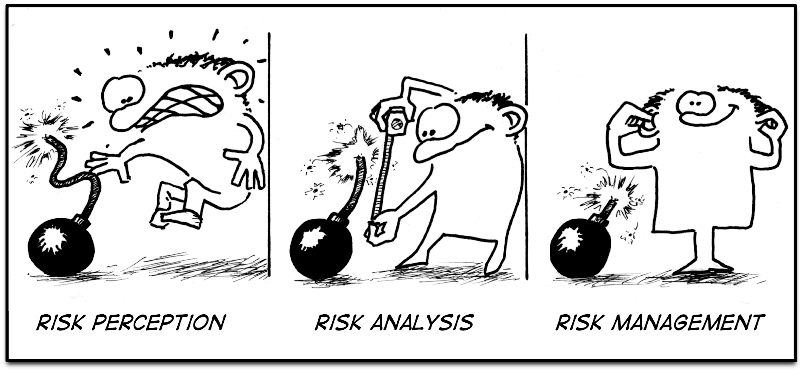 RISK PERCEPTION
RISK ANALYSIS
RISK MANAGEMENT